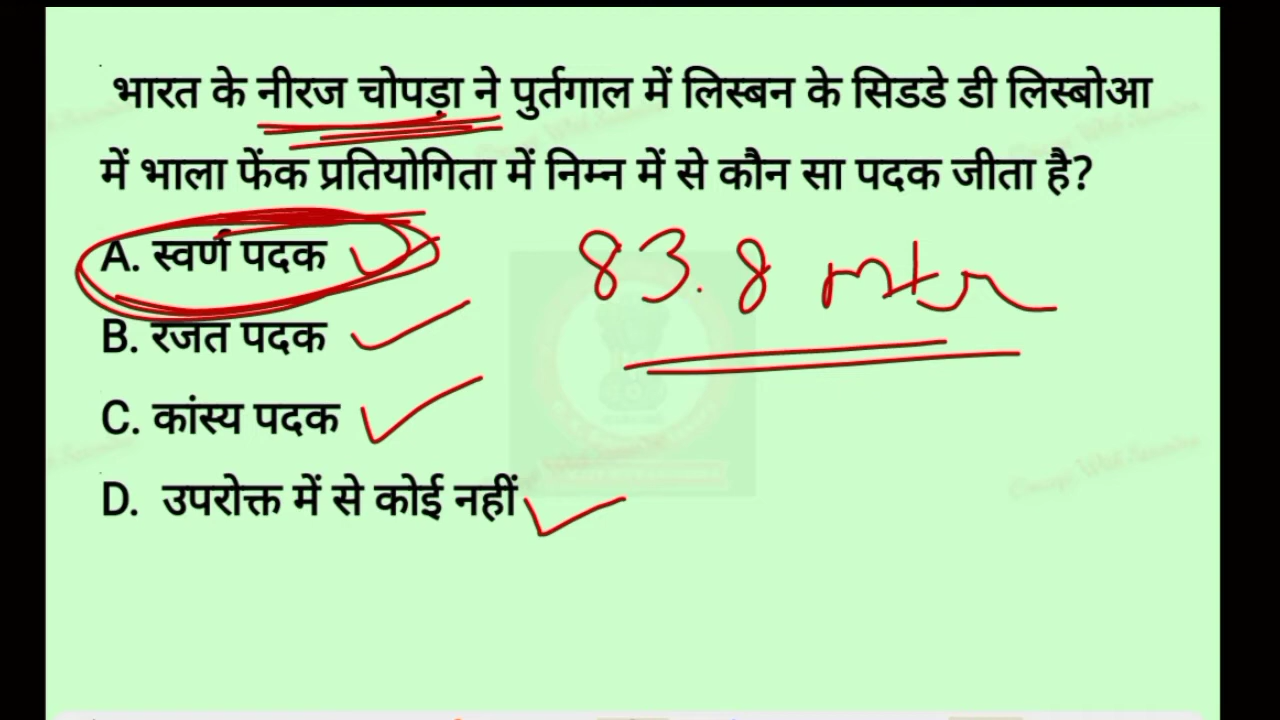 भारत के नीरज चोपड़ा ने पुर्तगाल में लिस्बन के सिडडे डी लिस्बोआ
में भाला फेंक प्रतियोगिता में निम्न में से कौन सा पदक जीता है?
A. स्वर्ण पदक
83.8 mtr
B. रजत पदक
C. कांस्य पदक
D. उपरोक्त में से कोई नहीं